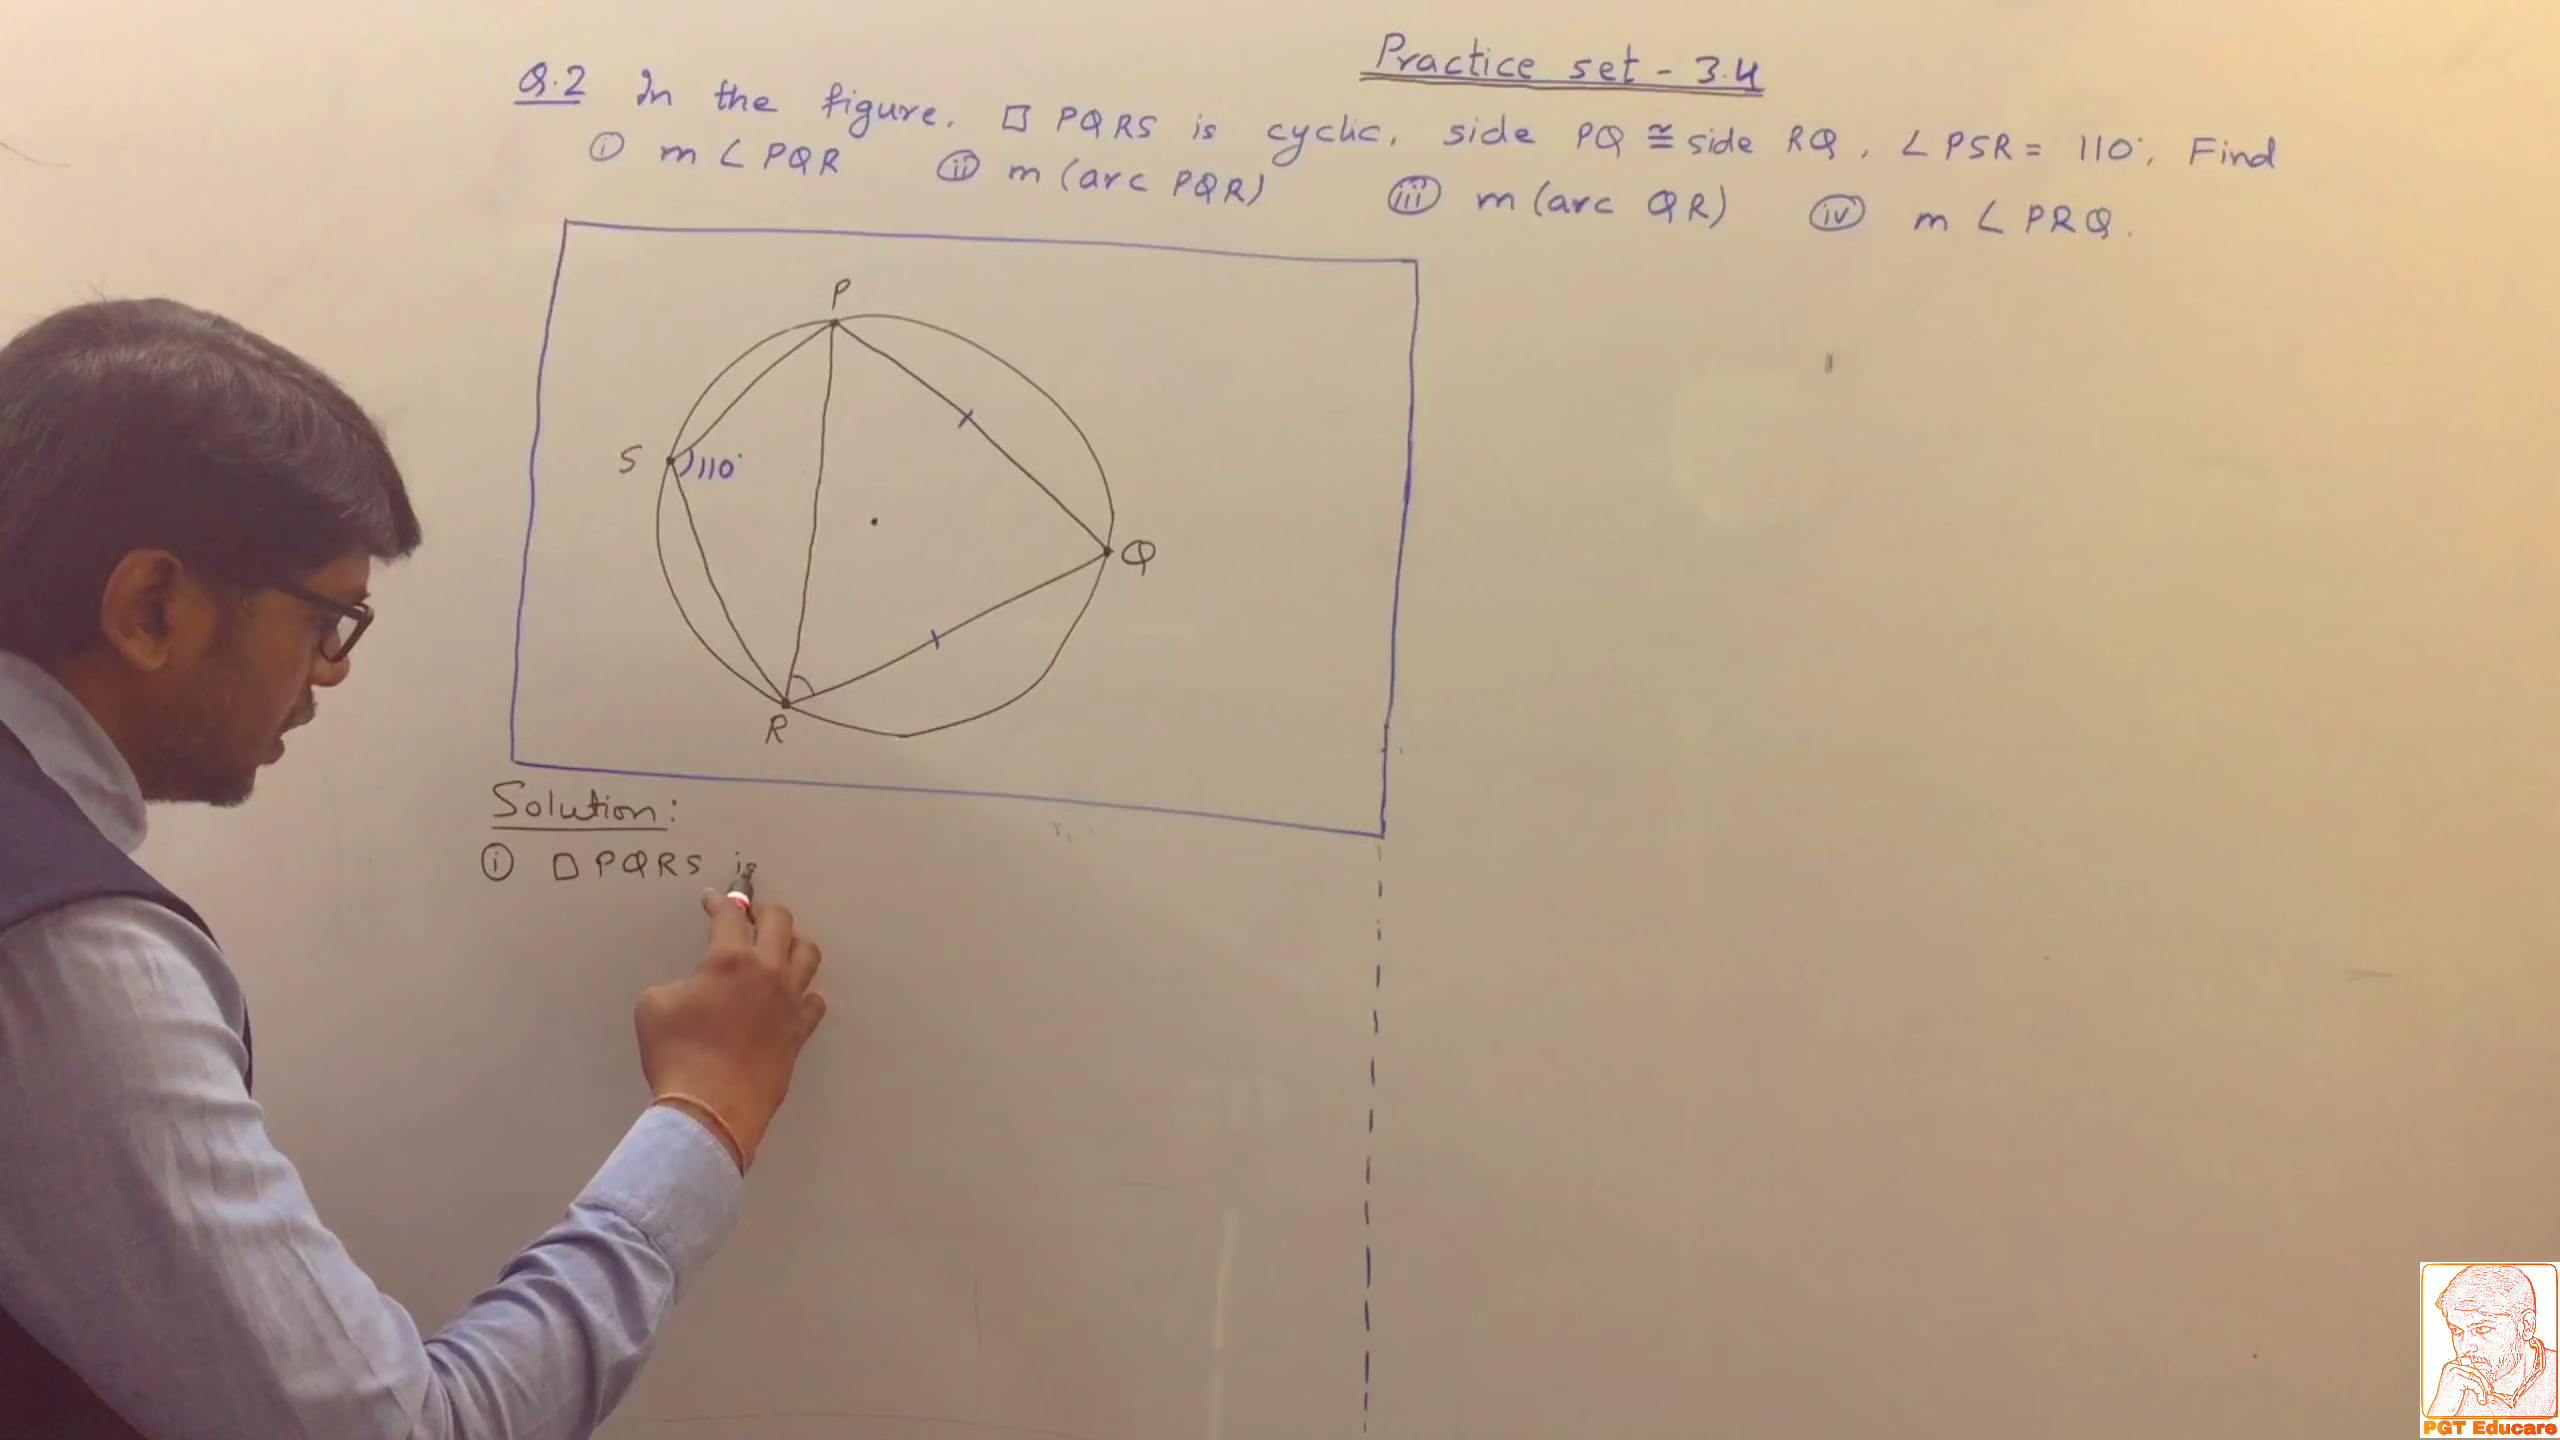 Practice set - 3.4
Q.2 In the figure, □ PQRS is cyclic, side PQ ≅ side RQ, ∠PSR = 110°, Find
i m ∠PQR ii m (arc PQR) iii m (arc QR) iv m ∠PRQ.
P
S 110°
Q
R
Solution:
i □PQRS is
PGT Educare